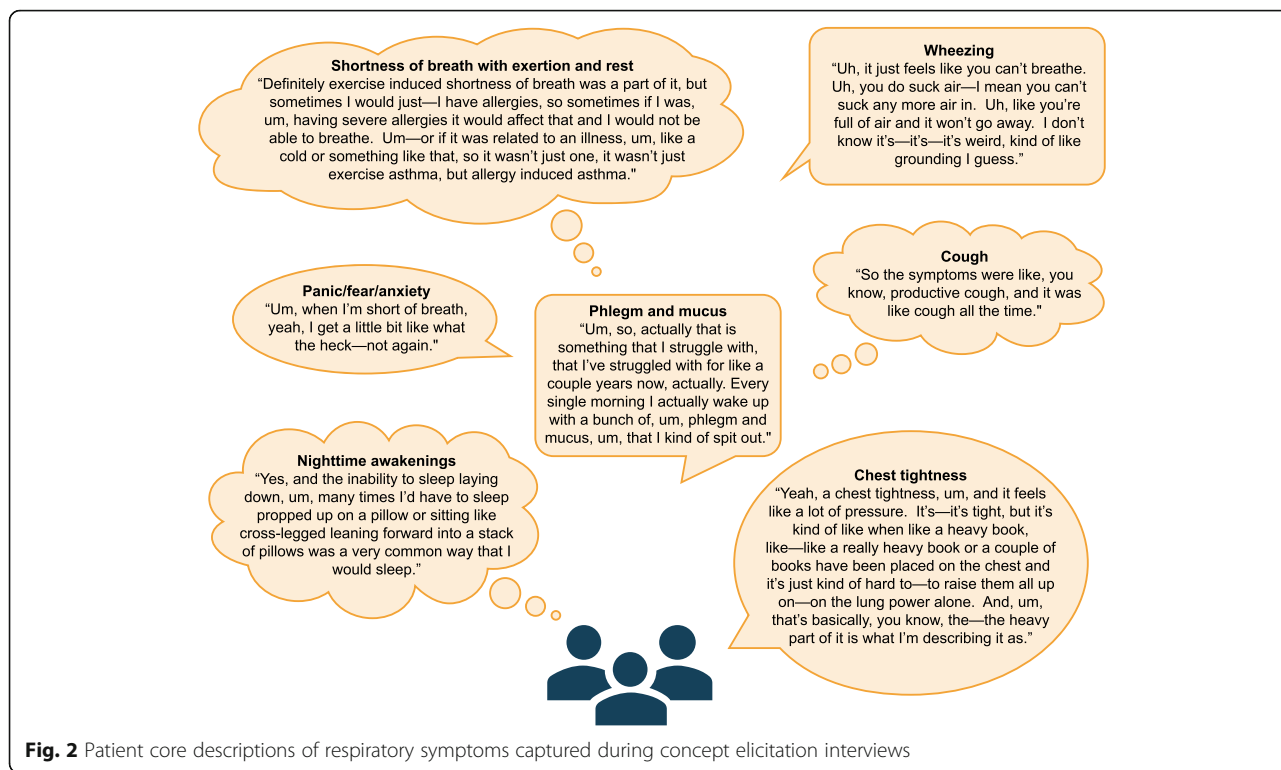 Shortness of breath with exertion and rest
“Definitely exercise induced shortness of breath was a part of it, but
sometimes I would just—I have allergies, so sometimes if I was,
um, having severe allergies it would affect that and I would not be
able to breathe.  Um—or if it was related to an illness, um, like a
cold or something like that, so it wasn’t just one, it wasn’t just
exercise asthma, but allergy induced asthma."
Wheezing
“Uh, it just feels like you can’t breathe.
Uh, you do suck air—I mean you can’t
suck any more air in.  Uh, like you’re
full of air and it won’t go away.  I don’t
know it’s—it’s—it’s weird, kind of like
grounding I guess.”
Panic/fear/anxiety
“Um, when I’m short of breath,
yeah, I get a little bit like what
the heck—not again."
Phlegm and mucus
“Um, so, actually that is
something that I struggle with,
that I’ve struggled with for like a
couple years now, actually. Every
single morning I actually wake up
with a bunch of, um, phlegm and
mucus, um, that I kind of spit out."
Cough
“So the symptoms were like, you
know, productive cough, and it was
like cough all the time."
Nighttime awakenings
“Yes, and the inability to sleep laying
down, um, many times I’d have to sleep
propped up on a pillow or sitting like
cross-legged leaning forward into a stack
of pillows was a very common way that I
would sleep.”
Chest tightness
“Yeah, a chest tightness, um, and it feels
like a lot of pressure.  It’s—it’s tight, but it’s
kind of like when like a heavy book,
like—like a really heavy book or a couple of
books have been placed on the chest and
it’s just kind of hard to—to raise them all up
on—on the lung power alone.  And, um,
that’s basically, you know, the—the heavy
part of it is what I’m describing it as.”
Fig. 2 Patient core descriptions of respiratory symptoms captured during concept elicitation interviews